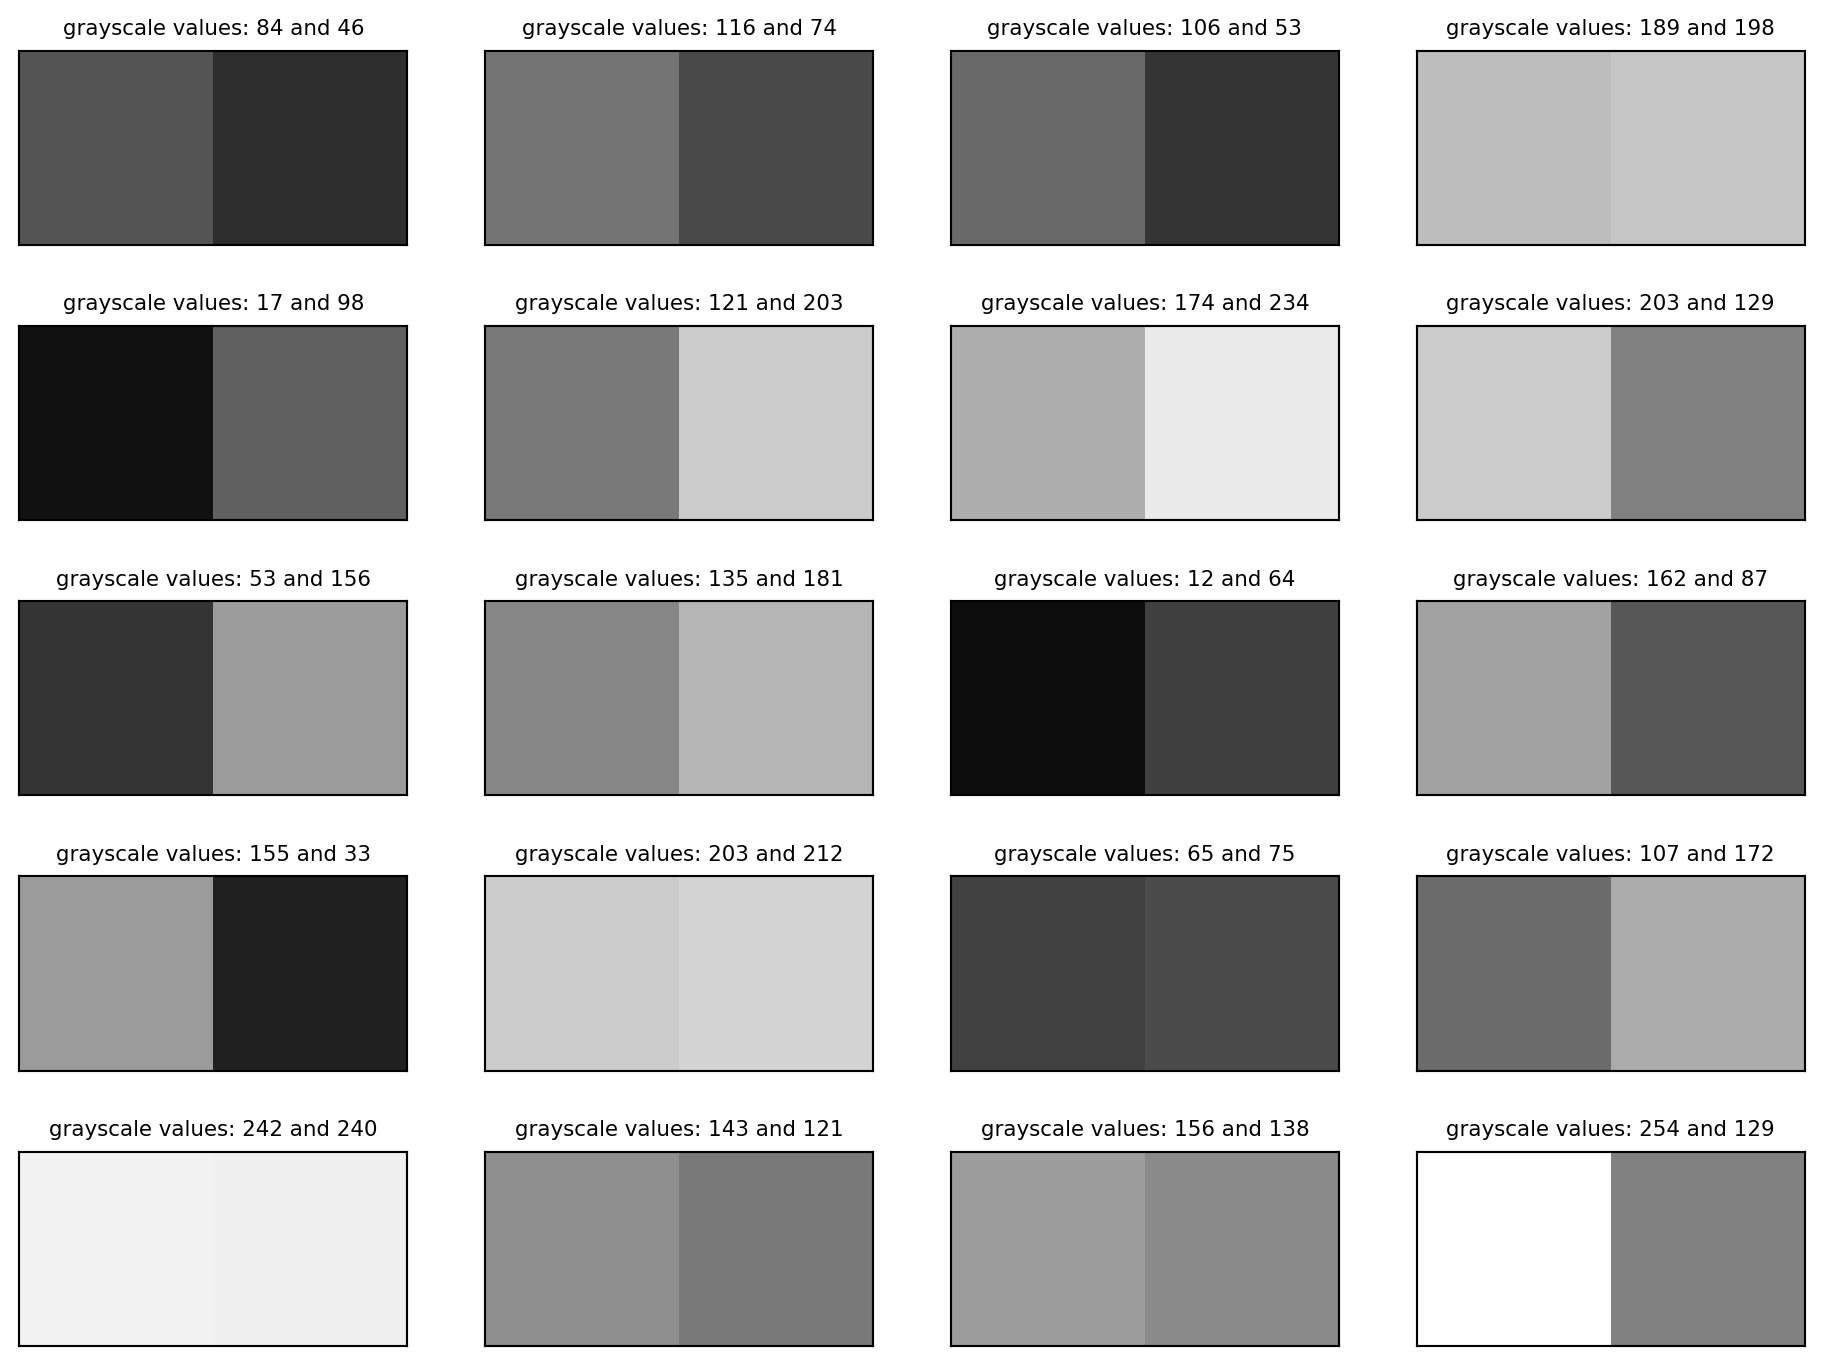 grayscale values: 84 and 46
grayscale values: 116 and 74
grayscale values: 106 and 53
grayscale values: 189 and 198
grayscale values: 17 and 98
grayscale values: 121 and 203
grayscale values: 174 and 234
grayscale values: 203 and 129
grayscale values: 53 and 156
grayscale values: 135 and 181
grayscale values: 12 and 64
grayscale values: 162 and 87
grayscale values: 155 and 33
grayscale values: 203 and 212
grayscale values: 65 and 75
grayscale values: 107 and 172
grayscale values: 242 and 240
grayscale values: 143 and 121
grayscale values: 156 and 138
grayscale values: 254 and 129